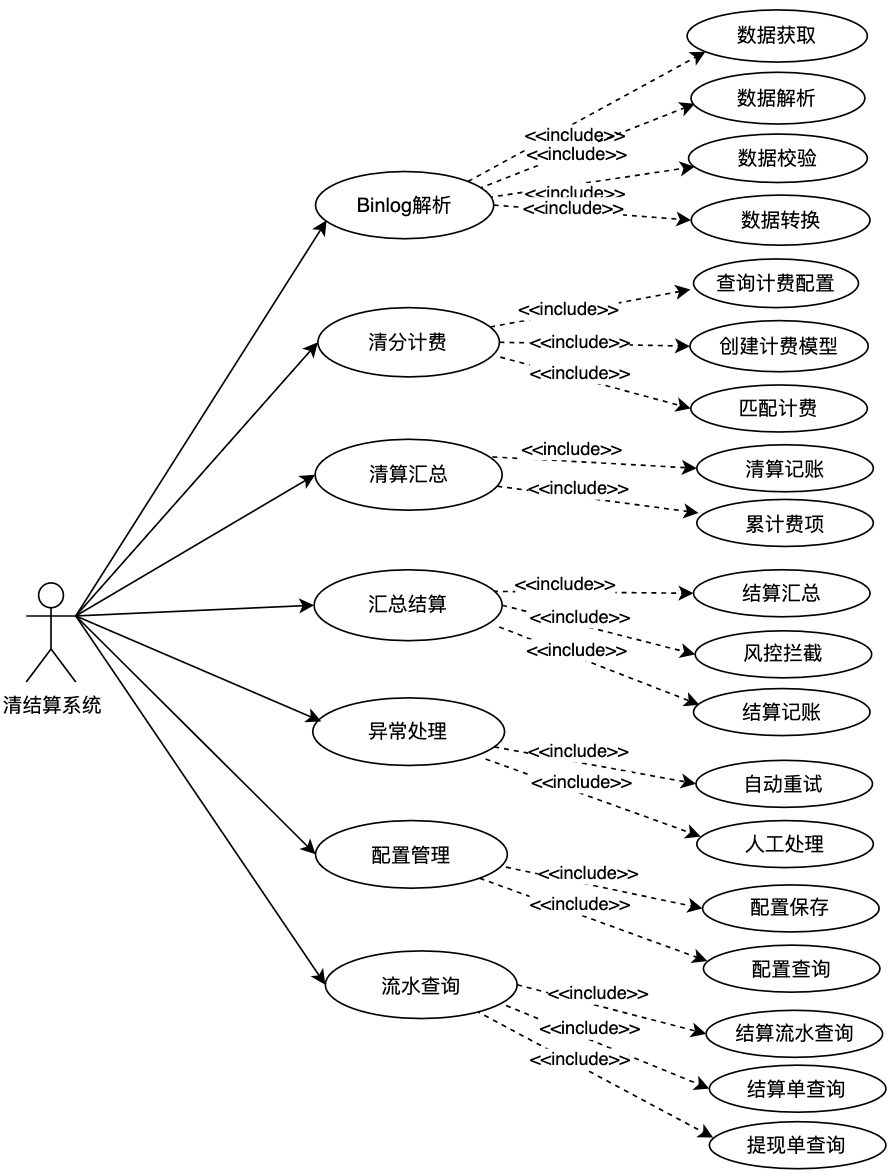 数据获取
数据解析
<<include>>
<<include>>
数据校验
<<include>>
<<include>>
Binlog解析
数据转换
查询计费配置
<<include>>
清分计费
<<include>>
创建计费模型
<<include>>
匹配计费
<<include>>
清算汇总
清算记账
<<include>>
累计费项
<<include>>
结算汇总
汇总结算
<<include>>
风控拦截
<<include>>
清结算系统
结算记账
异常处理
<<include>>
自动重试
<<include>>
人工处理
配置管理
<<include>>
配置保存
<<include>>
配置查询
流水查询
<<include>>
结算流水查询
<<include>>
<<include>>
结算单查询
提现单查询